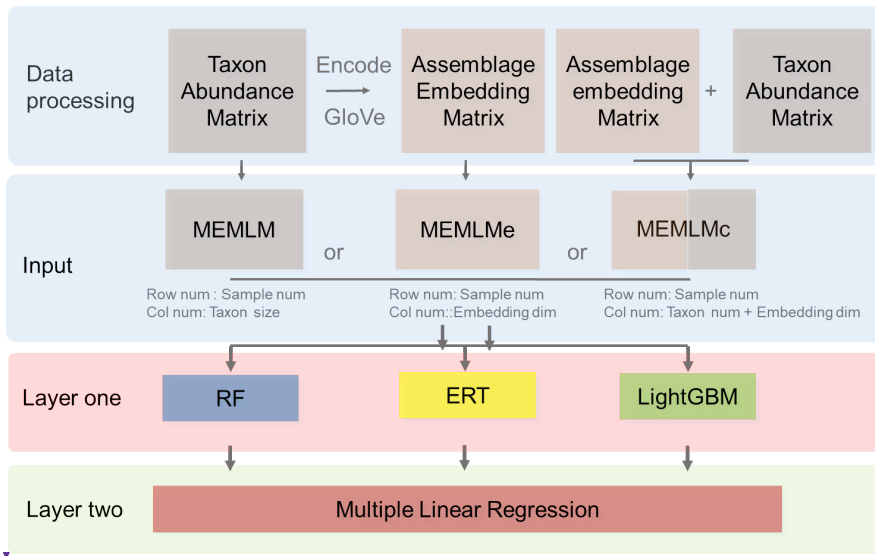 Data
processing
Taxon
Abundance
Matrix
Encode
GloVe
Assemblage
Embedding
Matrix
Assemblage
embedding
Matrix
+
Taxon
Abundance
Matrix
Input
MEMLM
or
MEMLMe
or
MEMLMc
Row num : Sample num
Col num: Taxon size
Row num: Sample num
Col num::Embedding dim
Row num: Sample num
Col num: Taxon num + Embedding dim
Layer one
RF
ERT
LightGBM
Layer two
Multiple Linear Regression